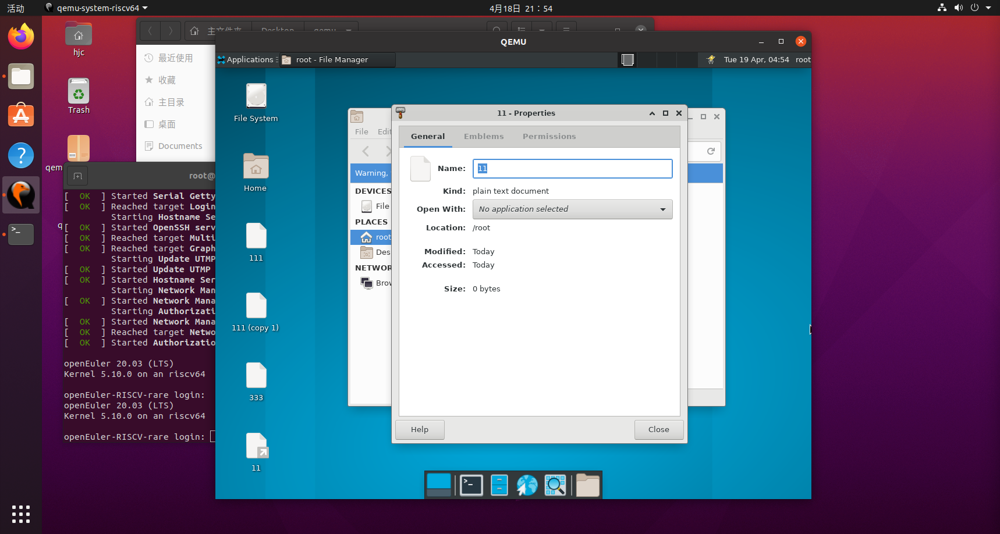 活动
qemu-system-riscv64
4月18日 21：54
hjc
Trash
qem
q
主文件夹
Desktop
qemu
最近使用
收藏
主目录
桌面
Documents
root@
[  OK  ] Started Serial Getty
[  OK  ] Reached target Login
Starting Hostname Se
[  OK  ] Started OpenSSH serv
[  OK  ] Reached target Multi
[  OK  ] Reached target Graph
Starting Update UTMP
[  OK  ] Started Update UTMP
[  OK  ] Started Hostname Ser
Starting Network Man
[  OK  ] Started Network Mana
Starting Authorizati
[  OK  ] Started Network Mana
[  OK  ] Reached target Netwo
[  OK  ] Started Authorizatio
openEuler 20.03 (LTS)
Kernel 5.10.0 on an riscv64
openEuler-RISCV-rare login:
openEuler 20.03 (LTS)
Kernel 5.10.0 on an riscv64
openEuler-RISCV-rare login:
QEMU
Applications
root - File Manager
Tue 19 Apr, 04:54
root
File System
Home
111
111 (copy 1)
333
11
File
Edit
Warning,
DEVICES
File
PLACES
root
Des
NETWOR
Brow
11 - Properties
General
Emblems
Permissions
Name: 11
Kind: plain text document
Open With: No application selected
Location: /root
Modified: Today
Accessed: Today
Size: 0 bytes
Help
Close